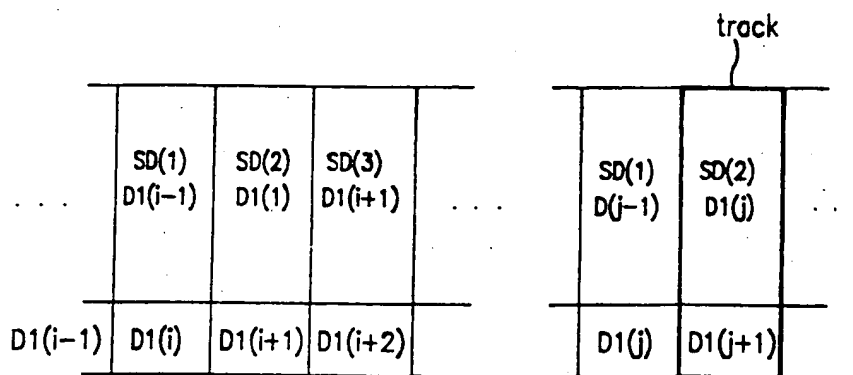 track
SD(1) SD(2) SD(3) SD(1) SD(2)
. . . D1(i-1) D1(1) D1(i+1) . . . D(j-1) D1(j) . .
D1(i-1) D1(i) D1(i+1) D1(i+2) D1(j) D1(j+1)